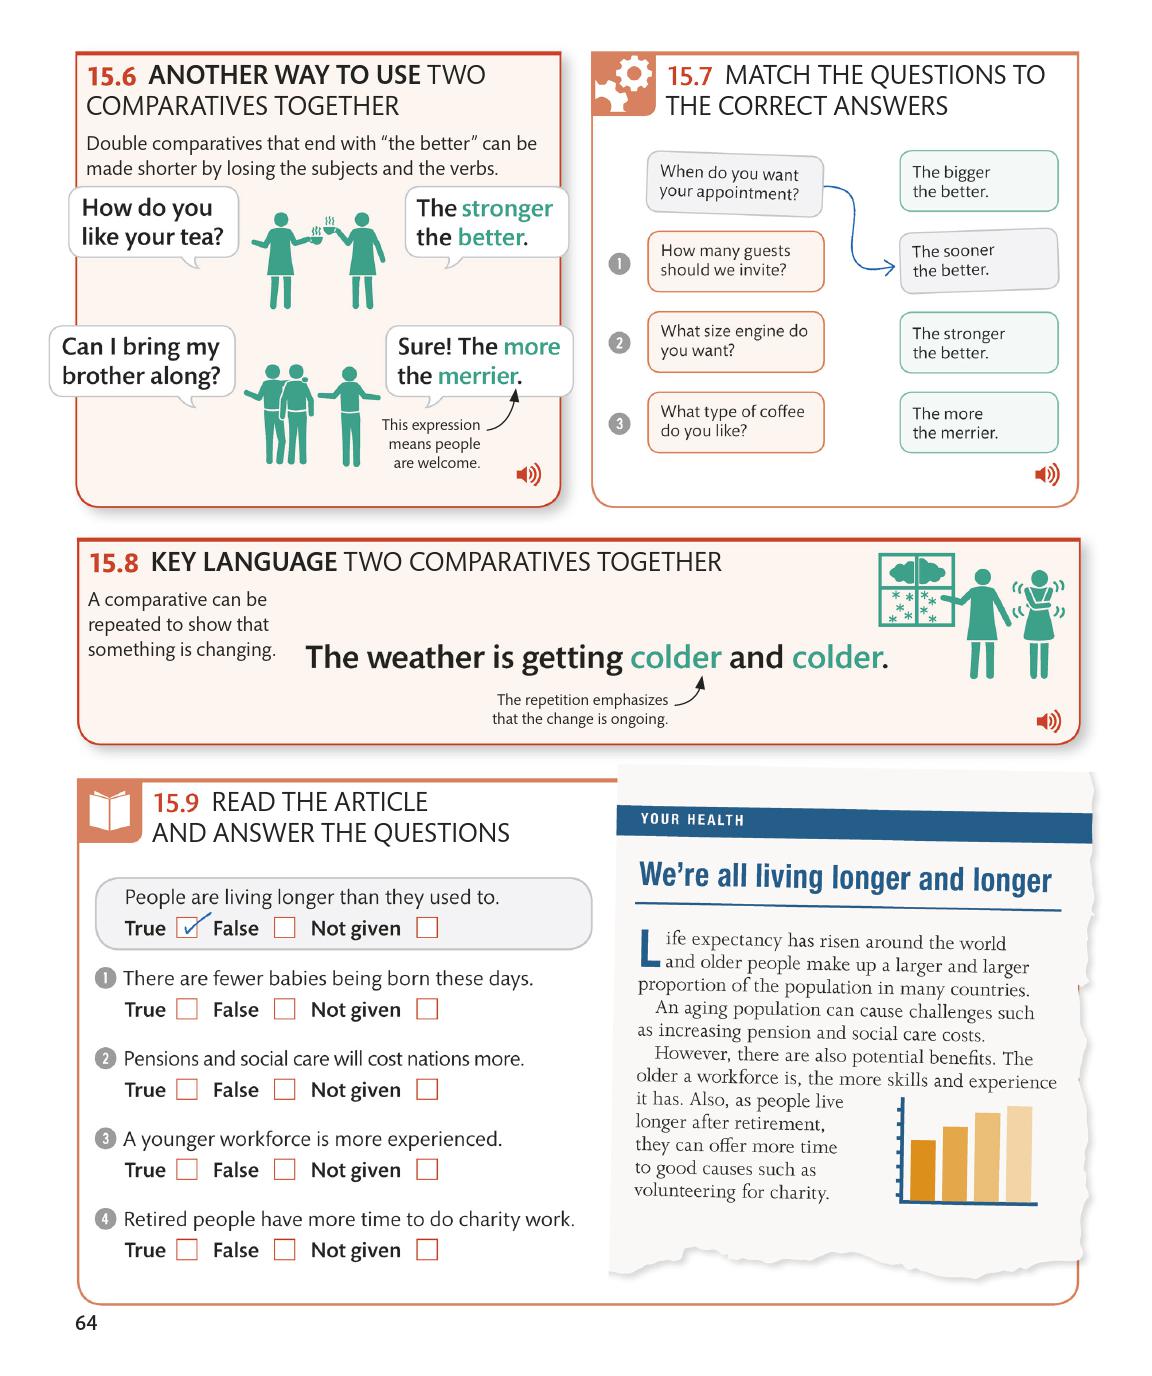 15.6 ANOTHER WAY TO USE TWO
COMPARATIVES TOGETHER
Double comparatives that end with “the better” can be
made shorter by losing the subjects and the verbs.
How do you
like your tea?
The stronger
the better.
Can I bring my
brother along?
Sure! The more
the merrier.
This expression
means people
are welcome.
15.7 MATCH THE QUESTIONS TO
THE CORRECT ANSWERS
When do you want
your appointment?
The bigger
the better.
1 How many guests
should we invite?
The sooner
the better.
2 What size engine do
you want?
The stronger
the better.
3 What type of coffee
do you like?
The more
the merrier.
15.8 KEY LANGUAGE TWO COMPARATIVES TOGETHER
A comparative can be
repeated to show that
something is changing.
The weather is getting colder and colder.
The repetition emphasizes
that the change is ongoing.
15.9 READ THE ARTICLE
AND ANSWER THE QUESTIONS
People are living longer than they used to.
True False Not given
1 There are fewer babies being born these days.
True False Not given
2 Pensions and social care will cost nations more.
True False Not given
3 A younger workforce is more experienced.
True False Not given
4 Retired people have more time to do charity work.
True False Not given
YOUR HEALTH
We’re all living longer and longer
Life expectancy has risen around the world
and older people make up a larger and larger
proportion of the population in many countries.
An aging population can cause challenges such
as increasing pension and social care costs.
However, there are also potential benefits. The
older a workforce is, the more skills and experience
it has. Also, as people live
longer after retirement,
they can offer more time
to good causes such as
volunteering for charity.
64